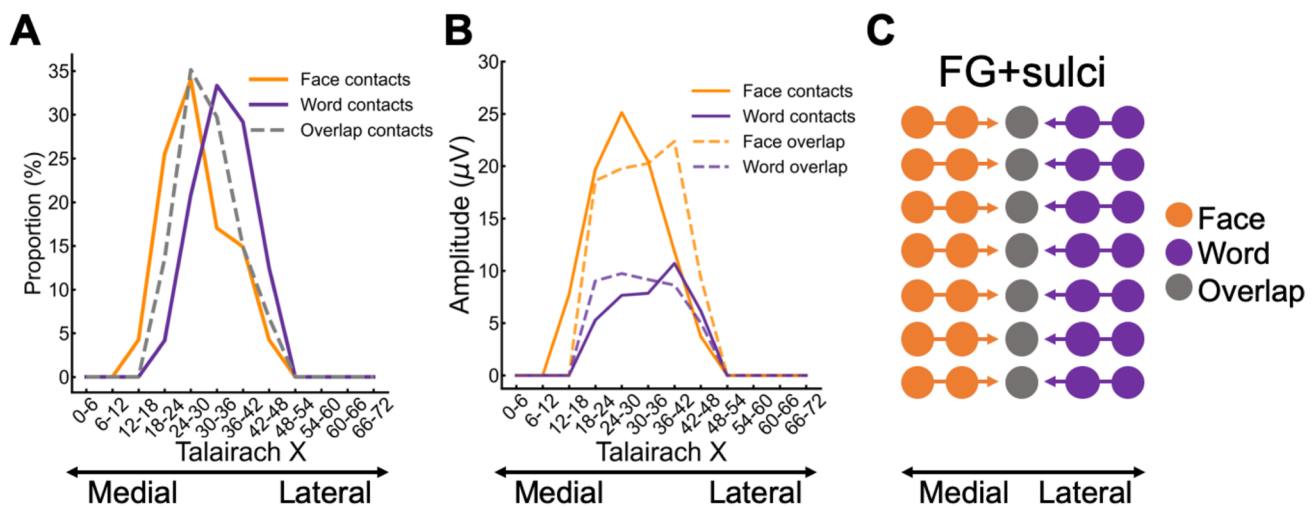 A
Proportion (%)
35
30
25
20
15
10
5
0
Face contacts
Word contacts
Overlap contacts
0-6
6-12
12-18
18-24
24-30
30-36
36-42
42-48
48-54
54-60
60-66
66-72
Talairach X
Medial
Lateral
B
Amplitude (μV)
30
25
20
15
10
5
0
Face contacts
Word contacts
Face overlap
Word overlap
0-6
6-12
12-18
18-24
24-30
30-36
36-42
42-48
48-54
54-60
60-66
66-72
Talairach X
Medial
Lateral
C
FG+sulci
Face
Word
Overlap
Medial
Lateral